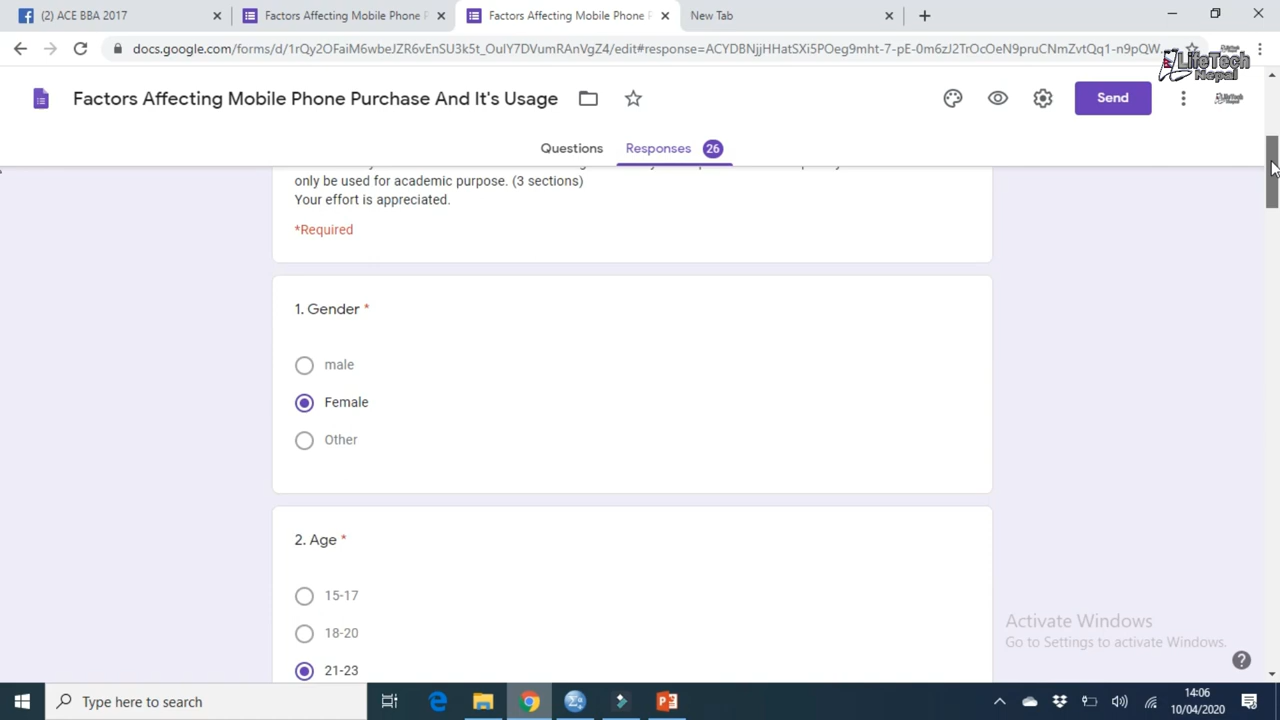 (2) ACE BBA 2017
Factors Affecting Mobile Phone P
Factors Affecting Mobile Phone P
New Tab
docs.google.com/forms/d/1rQy2OFaiM6wbeJZR6vEnSU3k5t_OulY7DVumRAnVgZ4/edit#response=ACYDBNjjHHatSXi5POeg9mht-7-pE-0m6zJ2TrOcOeN9pruCNmZvtQq1-n9pQW...
LifeTech
Nepal
Factors Affecting Mobile Phone Purchase And It's Usage
Send
Questions
Responses 26
only be used for academic purpose. (3 sections)
Your effort is appreciated.
*Required
1. Gender *
male
Female
Other
2. Age *
15-17
18-20
21-23
Activate Windows
Go to Settings to activate Windows.
Type here to search
14:06
10/04/2020